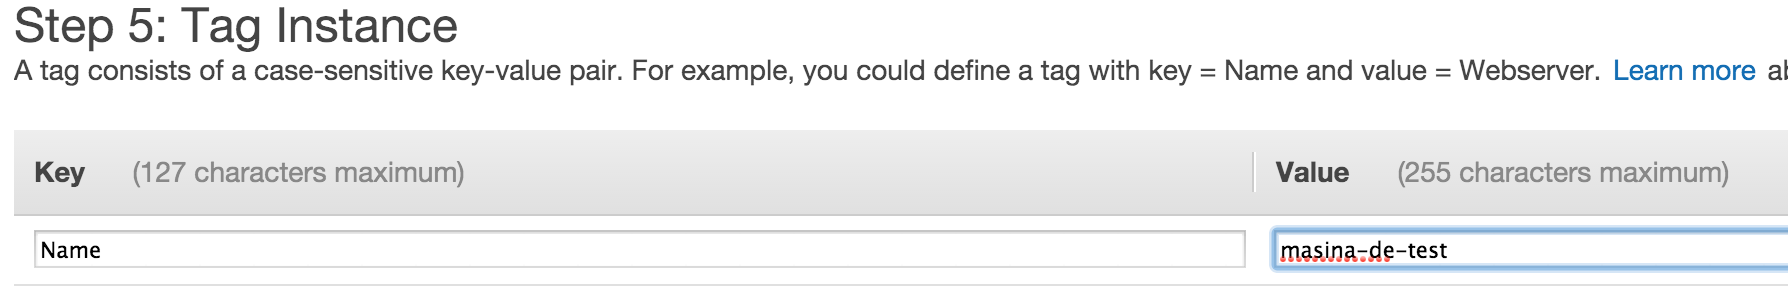 Step 5: Tag Instance
A tag consists of a case-sensitive key-value pair. For example, you could define a tag with key = Name and value = Webserver. Learn more
Key (127 characters maximum) Value (255 characters maximum)
Name masina-de-test